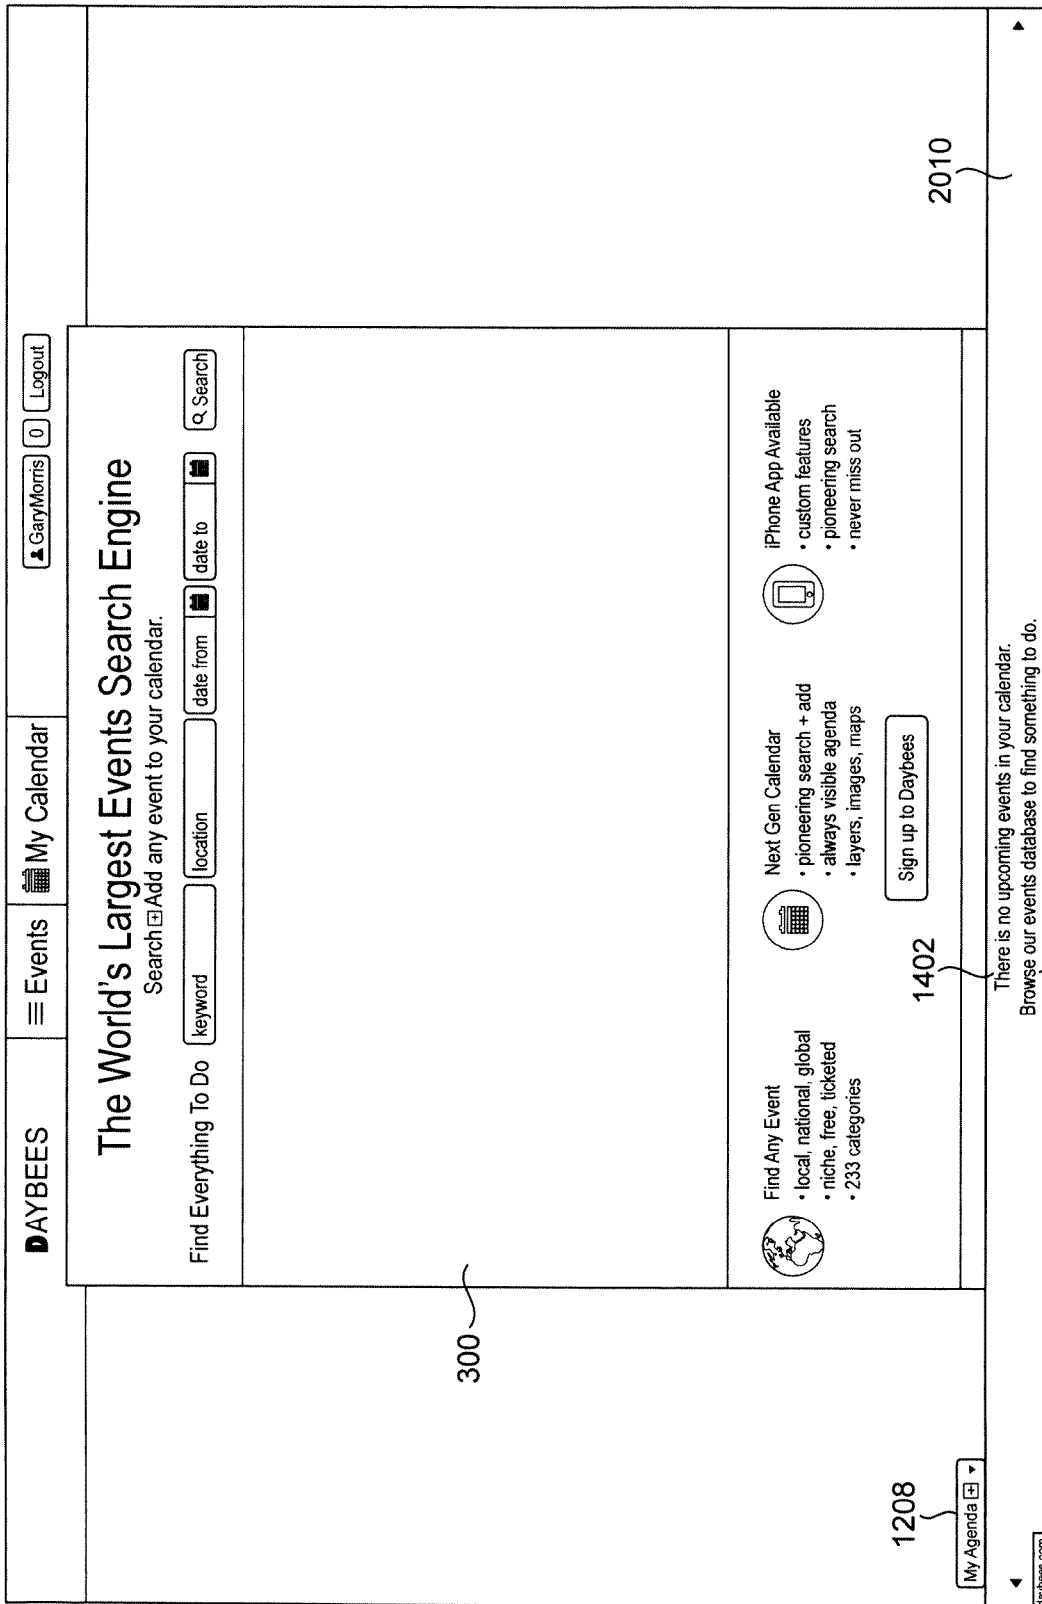 DAYBEES
Events
My Calendar
GaryMorris
0
Logout
The World's Largest Events Search Engine
Search + Add any event to your calendar.
Find Everything To Do
keyword
location
date from
date to
Search
300
Find Any Event
• local, national, global
• niche, free, ticketed
• 233 categories
Next Gen Calendar
• pioneering search + add
• always visible agenda
• layers, images, maps
iPhone App Available
• custom features
• pioneering search
• never miss out
Sign up to Daybees
1208
1402
2010
My Agenda +
There is no upcoming events in your calendar.
Browse our events database to find something to do.
daybees.com